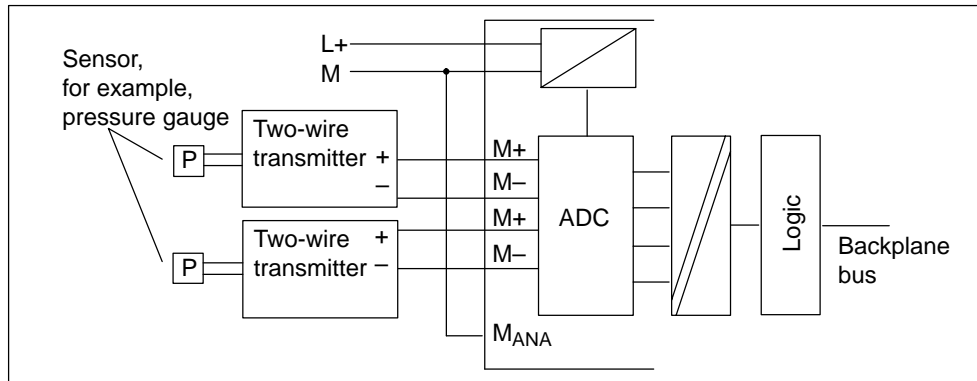 L+
M
Sensor,
for example,
pressure gauge
P
Two-wire
transmitter
+
–
M+
M–
P
Two-wire
transmitter
+
–
M+
M–
ADC
Logic
Backplane
bus
MANA